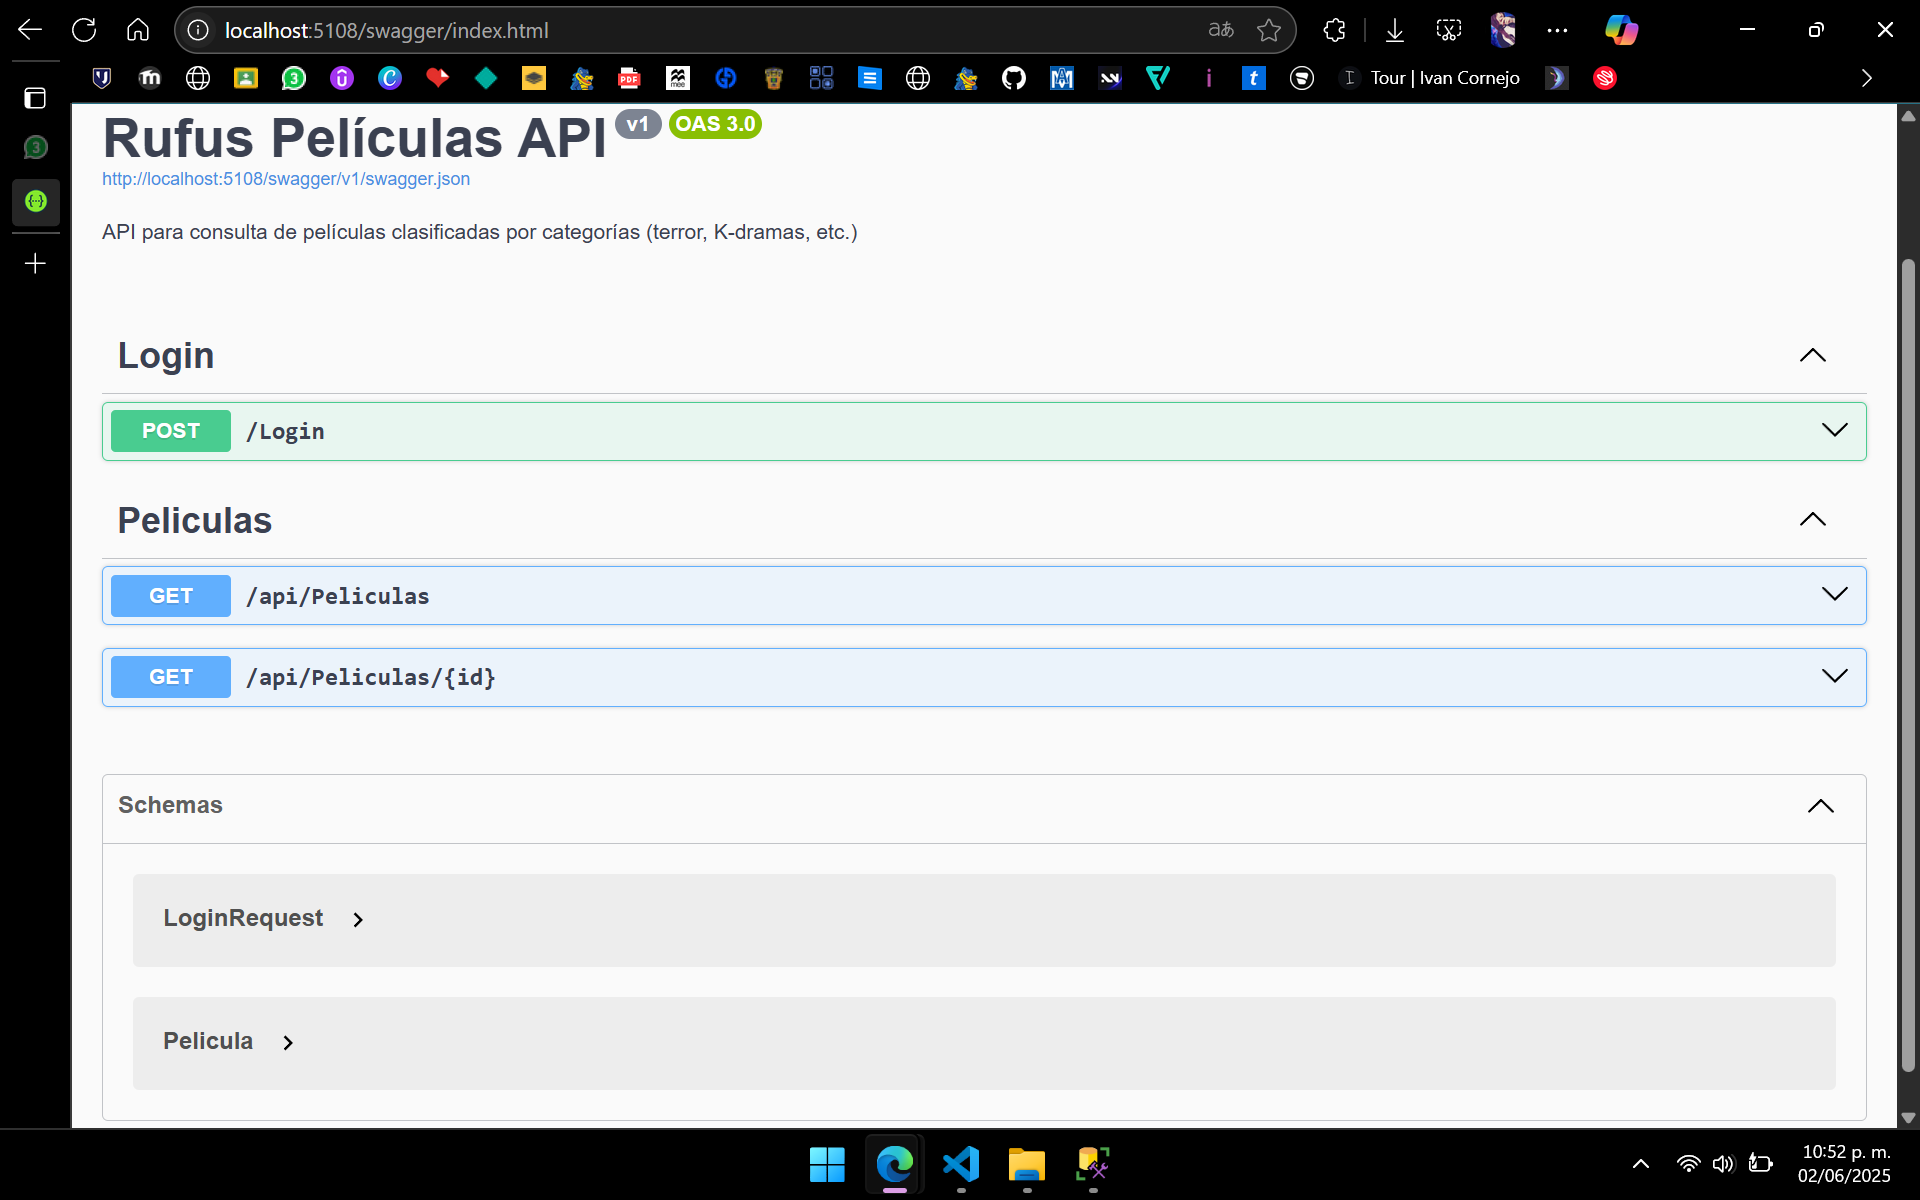 localhost:5108/swagger/index.html
Tour | Ivan Cornejo
Rufus Películas API v1 OAS 3.0
http://localhost:5108/swagger/v1/swagger.json
API para consulta de películas clasificadas por categorías (terror, K-dramas, etc.)
Login
POST /Login
Peliculas
GET /api/Peliculas
GET /api/Peliculas/{id}
Schemas
LoginRequest
Pelicula
10:52 p. m.
02/06/2025